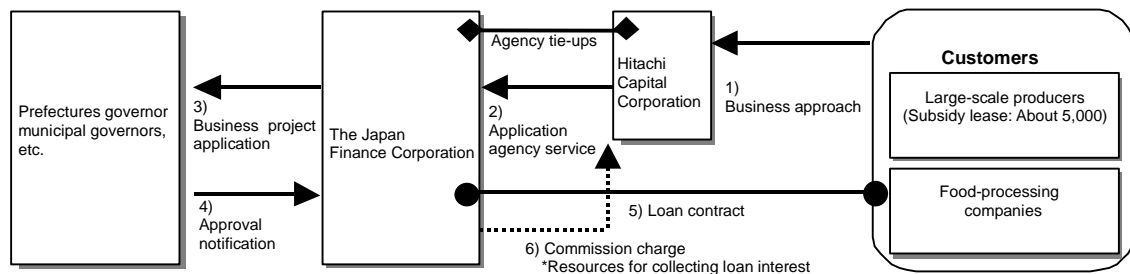 Prefectures governor
municipal governors,
etc.
3)
Business project
application
4)
Approval
notification
The Japan
Finance Corporation
Agency tie-ups
2)
Application
agency service
Hitachi
Capital
Corporation
1)
Business approach
5) Loan contract
6) Commission charge
*Resources for collecting loan interest
Customers
Large-scale producers
(Subsidy lease: About 5,000)
Food-processing
companies